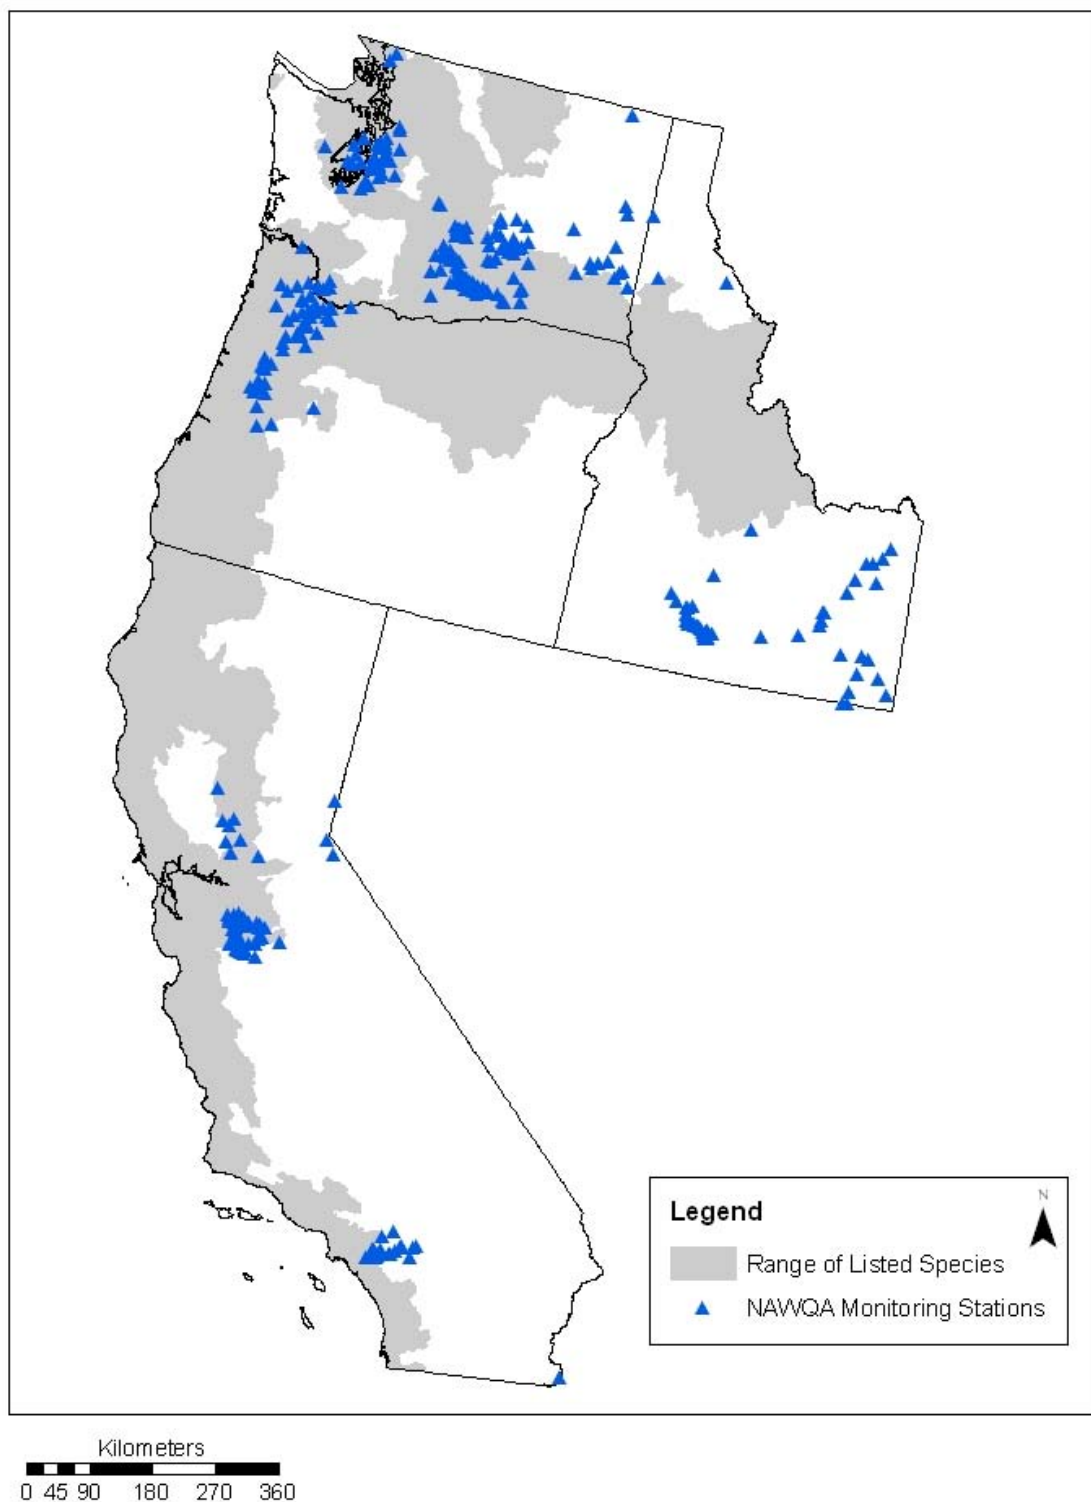 Legend
N
Range of Listed Species
NAWQA Monitoring Stations
Kilometers
0 45 90 180 270 360